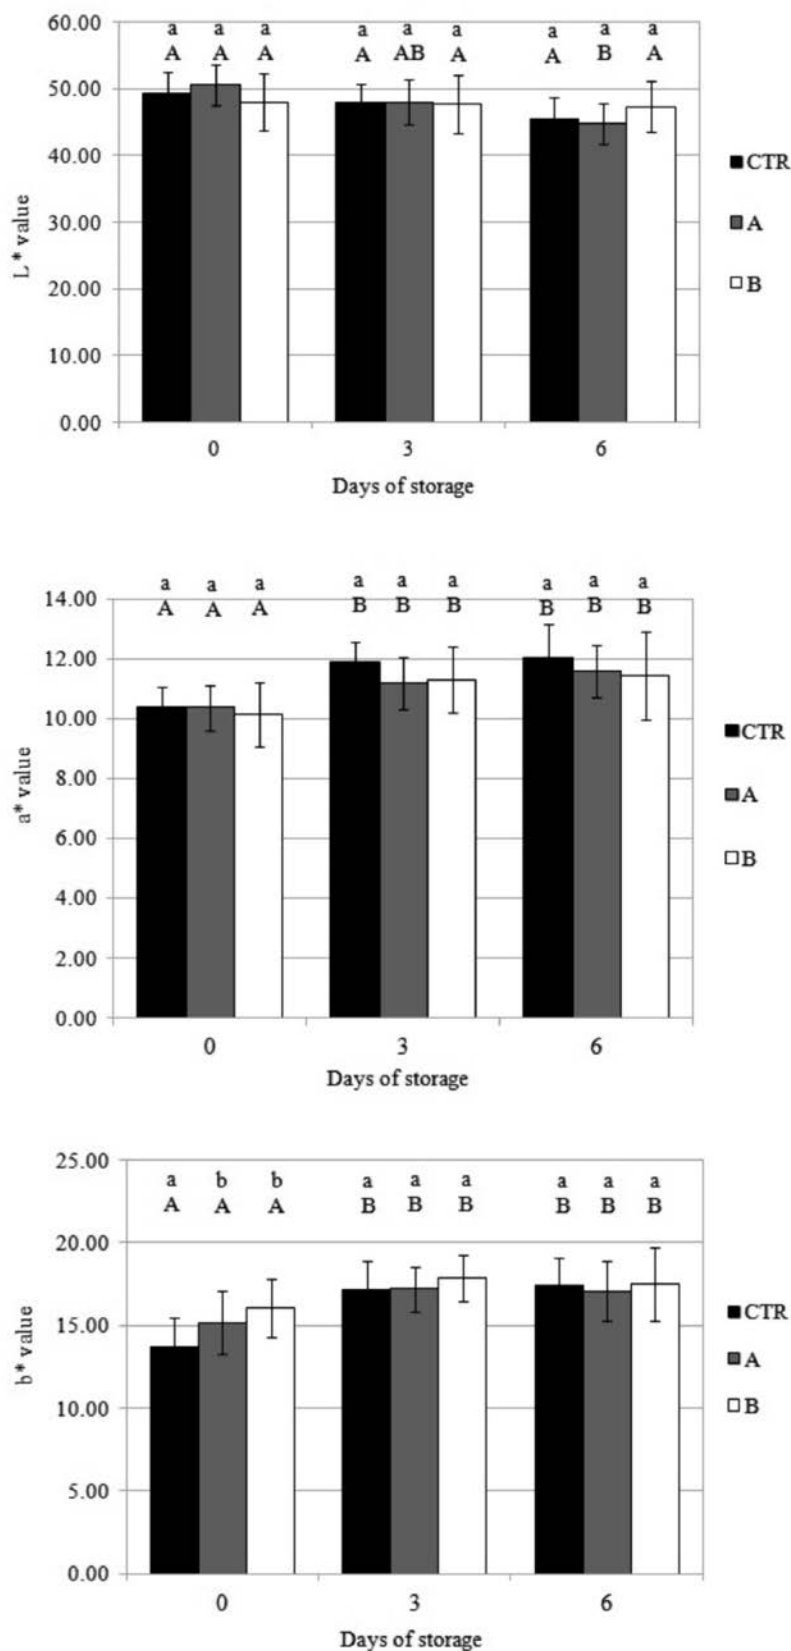 a a a a a a a a a
A A A A AB A A B A
60.00
50.00
40.00
30.00
20.00
10.00
0.00
L* value
CTR
A
B
0 3 6
Days of storage
a a a a a a a a a
A A A B B B B B B
14.00
12.00
10.00
8.00
6.00
4.00
2.00
0.00
a* value
CTR
A
B
0 3 6
Days of storage
a b b a a a a a a
A A A B B B B B B
25.00
20.00
15.00
10.00
5.00
0.00
b* value
CTR
A
B
0 3 6
Days of storage